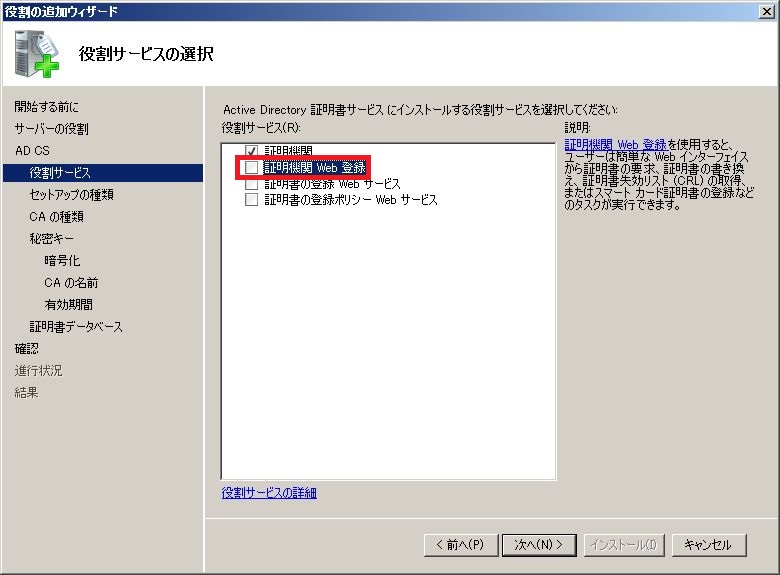 役割の追加ウィザード
役割サービスの選択
開始する前に
サーバーの役割
AD CS
役割サービス
セットアップの種類
CA の種類
秘密キー
暗号化
CA の名前
有効期間
証明書データベース
確認
進行状況
結果
Active Directory 証明書サービス にインストールする役割サービスを選択してください:
役割サービス(R):
証明機関
証明機関 Web 登録
証明書の登録 Web サービス
証明書の登録ポリシー Web サービス
役割サービスの詳細
説明:
証明機関 Web 登録を使用すると、
ユーザーは簡単な Web インターフェイス
から証明書の要求、証明書の書き換
え、証明書失効リスト (CRL) の取得、
またはスマート カード証明書の登録など
のタスクが実行できます。
< 前へ(P)
次へ(N) >
インストール(I)
キャンセル